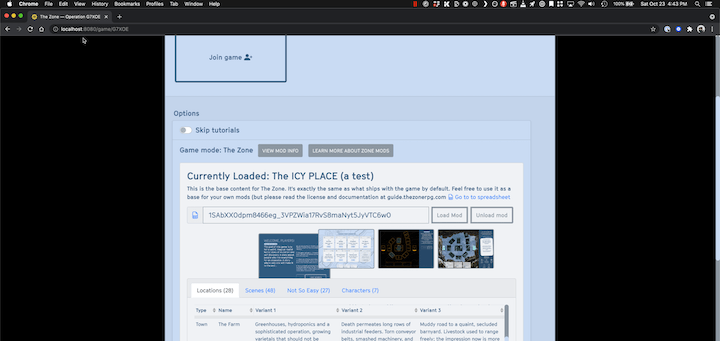 Chrome File Edit View History Bookmarks Profiles Tab Window Help 100% Sat Oct 23 4:43 PM
The Zone — Operation G7XOE
localhost:8080/game/G7XOE
Join game
Options
Skip tutorials
Game mode: The Zone VIEW MOD INFO LEARN MORE ABOUT ZONE MODS
Currently Loaded: The ICY PLACE (a test)
This is the base content for The Zone. It's exactly the same as what ships with the game by default. Feel free to use it as a
base for your own mods (but please read the license and documentation at guide.thezonerpg.com Go to to spreadsheet
1SAbXX0dpm8466eg_3VPZWia17RvS8maNyt5JyVTC6w0 Load Mod Unload mod
Locations (28) Scenes (48) Not So Easy (27) Characters (7)
Type Name Variant 1 Variant 2 Variant 3
Town The Farm Greenhouses, hydroponics and a Death permeates long rows of Muddy road to a quaint, secluded
sophisticated operation, growing industrial feeders. Torn conveyor barnyard. Livestock used to range
varietals that should not be belts, smashed machinery, and freely; the impression now is more